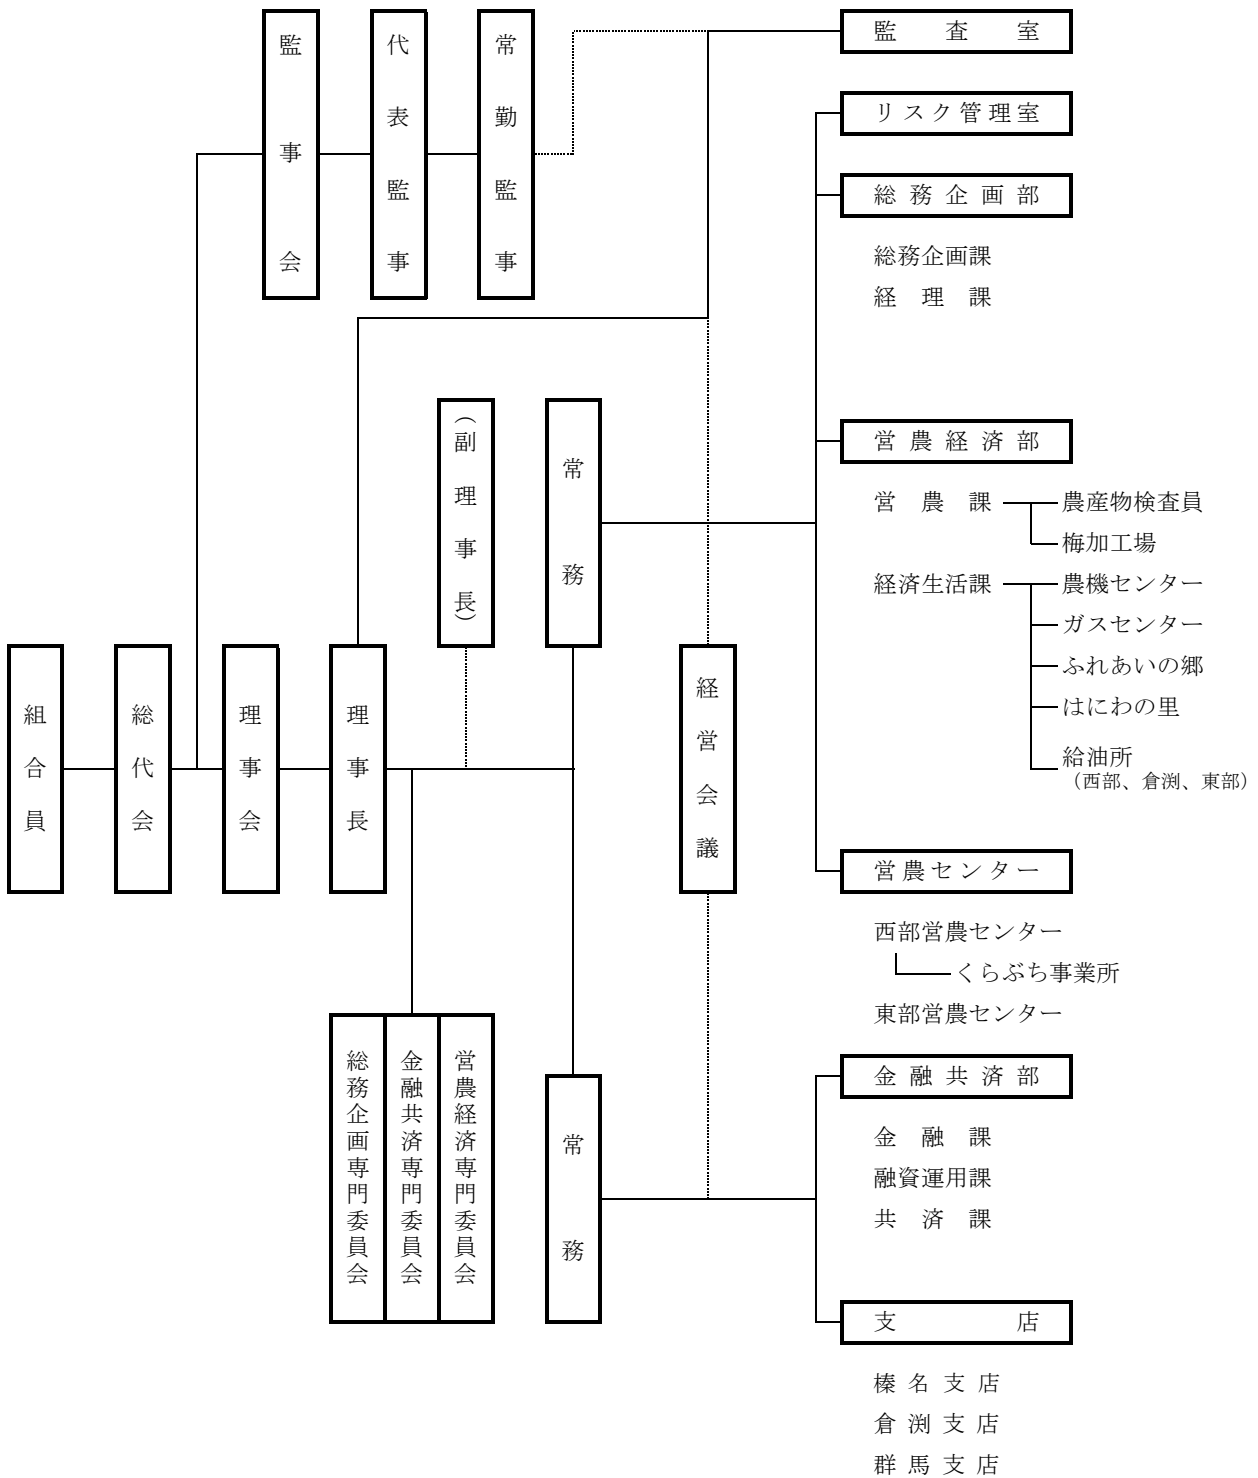 監事会
代表監事
常勤監事
監査室
リスク管理室
総務企画部
総務企画課
経理課
(副理事長)
常務
営農経済部
営農課
農産物検査員
梅加工場
経済生活課
農機センター
ガスセンター
ふれあいの郷
はにわの里
給油所
(西部、倉渕、東部)
組合員
総代会
理事会
理事長
経営会議
営農センター
西部営農センター
くらぶち事業所
東部営農センター
総務企画専門委員会
金融共済専門委員会
営農経済専門委員会
常務
金融共済部
金融課
融資運用課
共済課
支店
榛名支店
倉渕支店
群馬支店